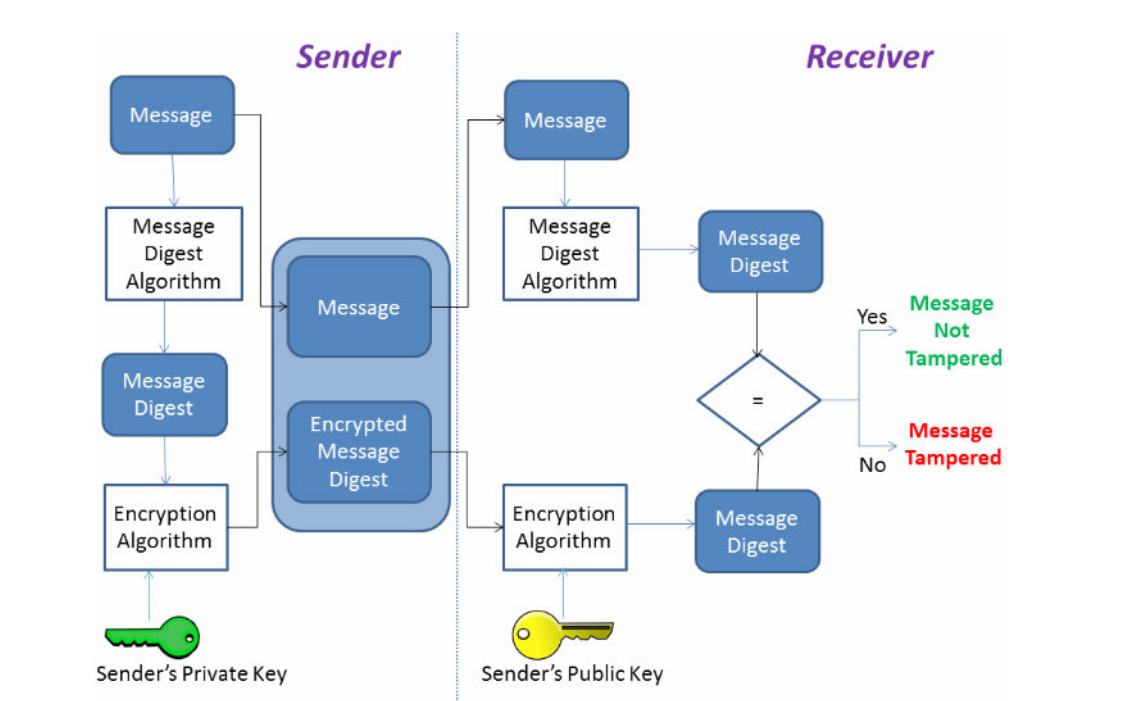 Sender
Message
Message
Digest
Algorithm
Message
Digest
Encryption
Algorithm
Sender’s Private Key
Message
Encrypted
Message
Digest
Receiver
Message
Message
Digest
Algorithm
Message
Digest
=
Yes
Message
Not
Tampered
No
Message
Tampered
Encryption
Algorithm
Message
Digest
Sender’s Public Key